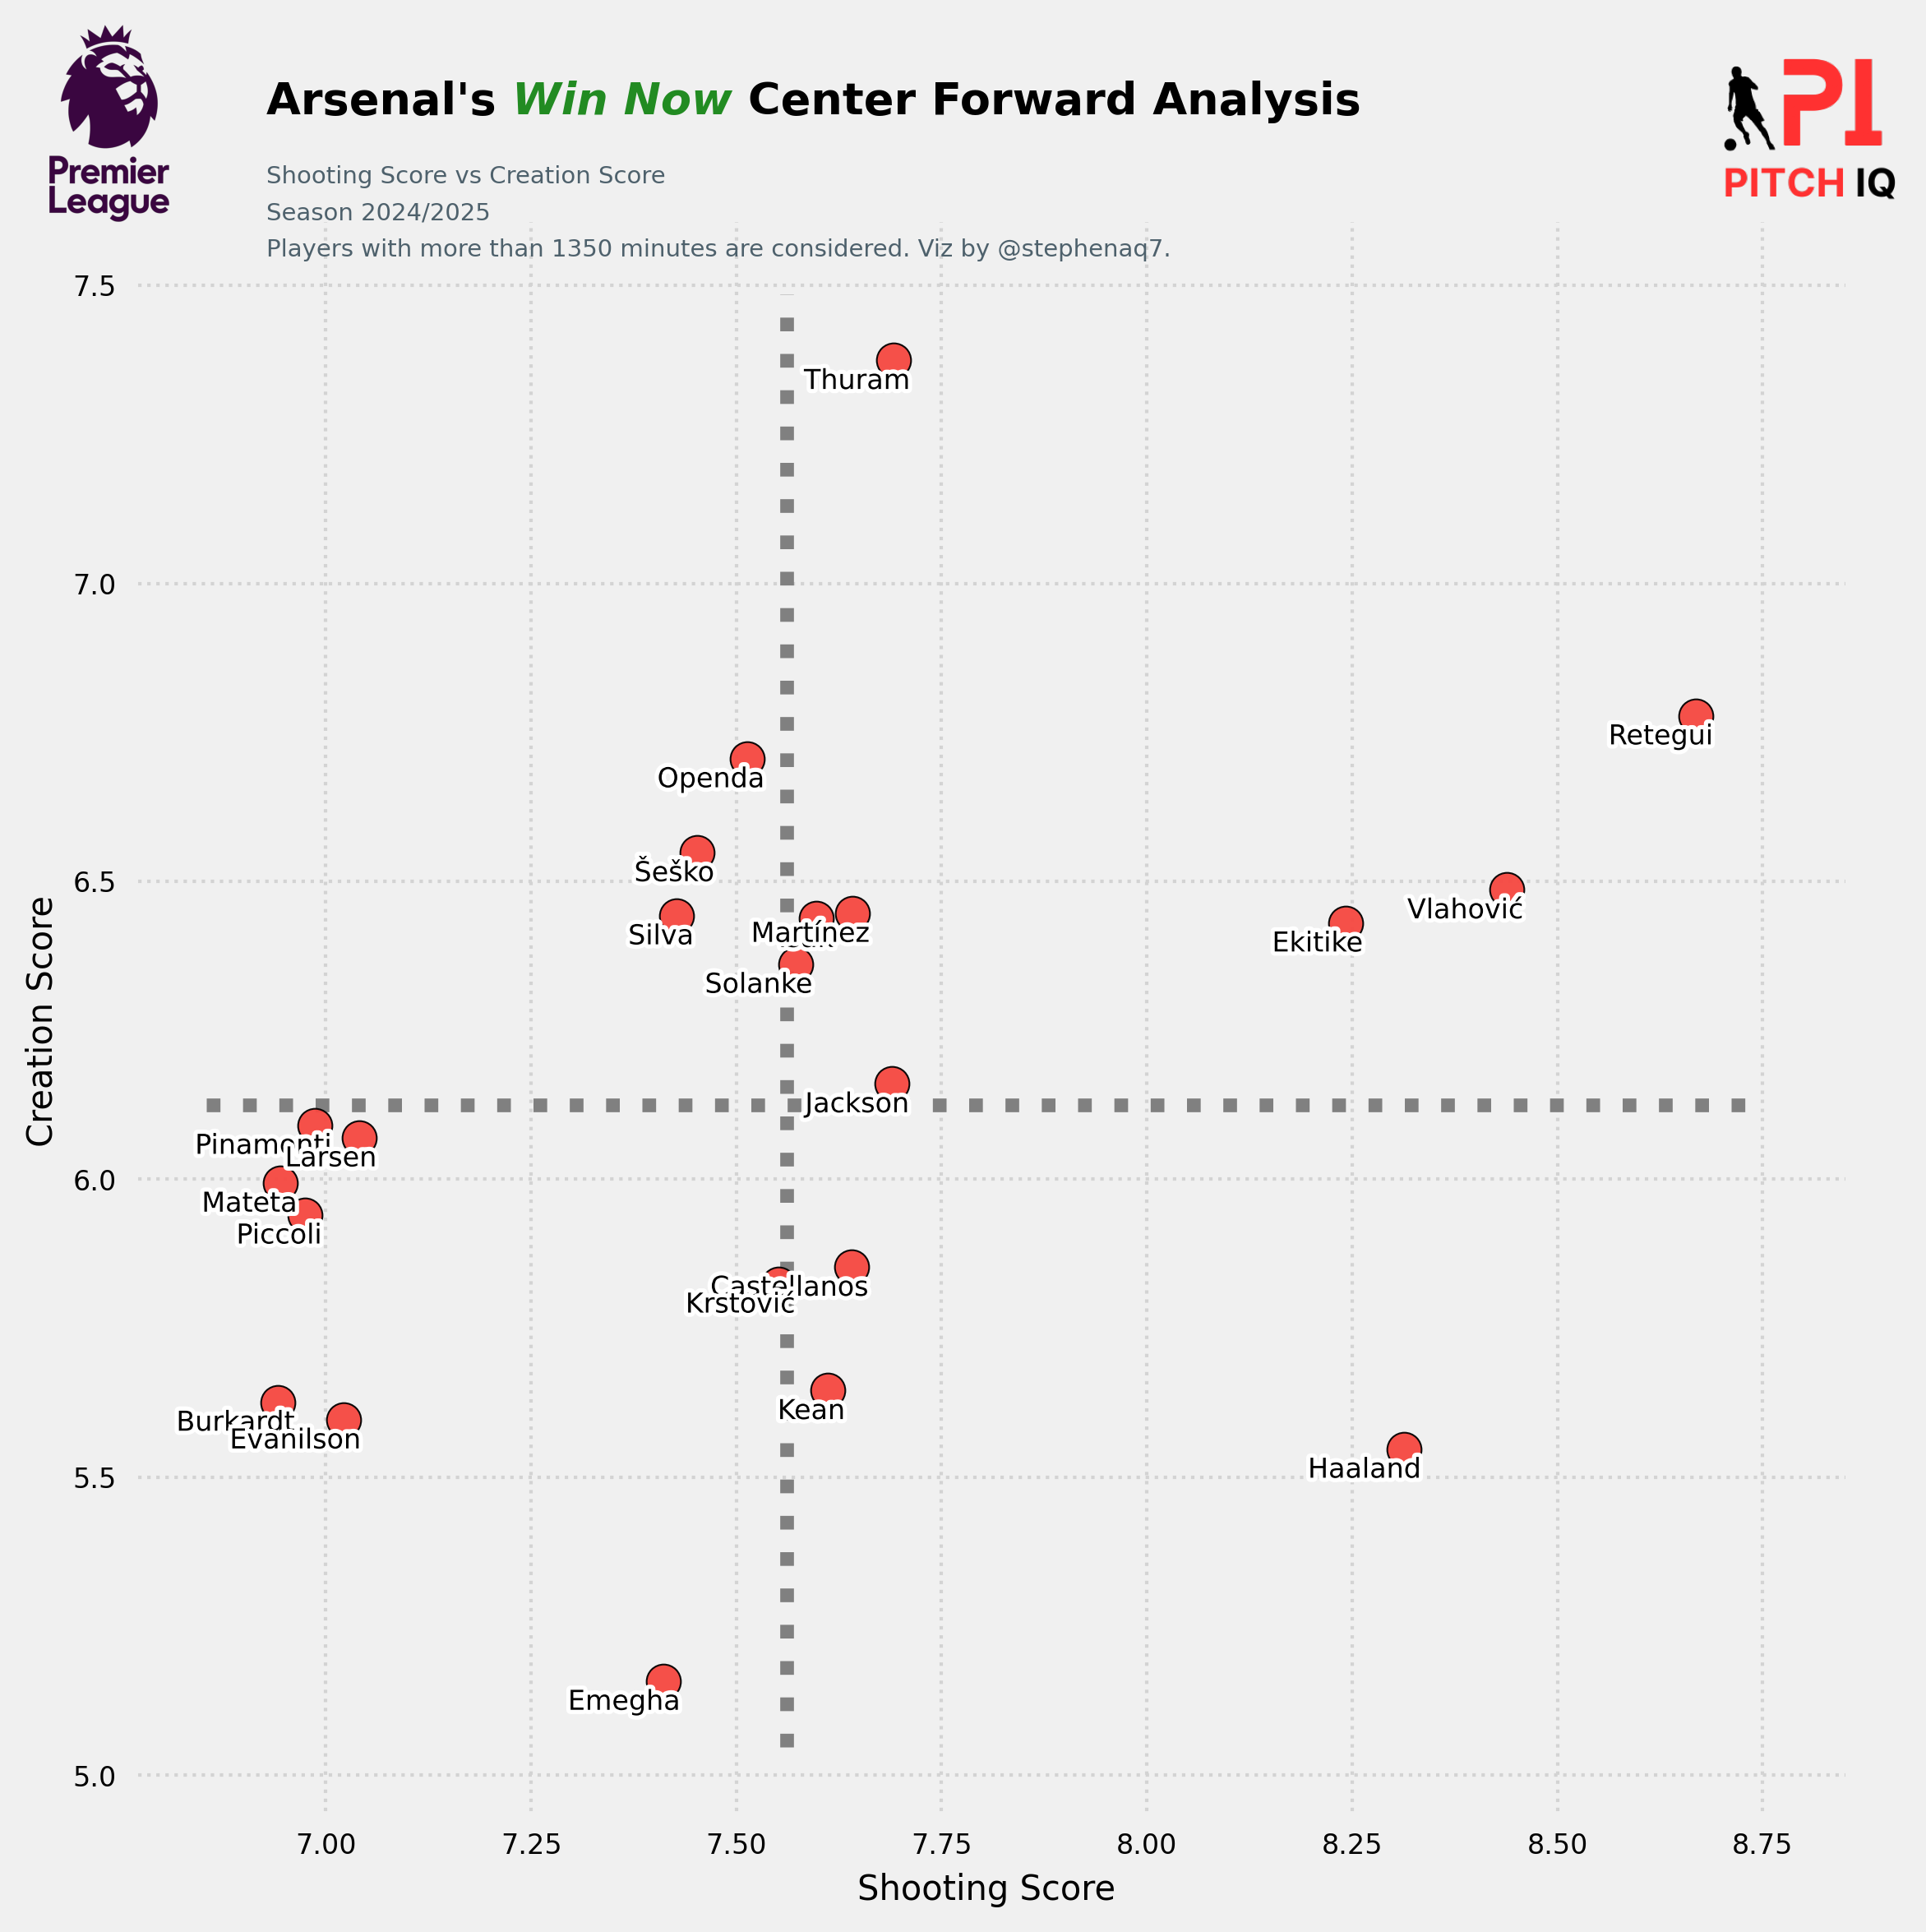 Premier
League
Arsenal's Win Now Center Forward Analysis
Shooting Score vs Creation Score
Season 2024/2025
Players with more than 1350 minutes are considered. Viz by @stephenaq7.
PI
PITCH IQ
7.5
7.0
6.5
6.0
5.5
5.0
Creation Score
Thuram
Retegui
Openda
Šeško
Vlahović
Silva
Martínez
Ekitike
Solanke
Jackson
Pinamonti
Larsen
Mateta
Piccoli
Castellanos
Krstović
Kean
Burkardt
Evanilson
Haaland
Emegha
7.00
7.25
7.50
7.75
8.00
8.25
8.50
8.75
Shooting Score